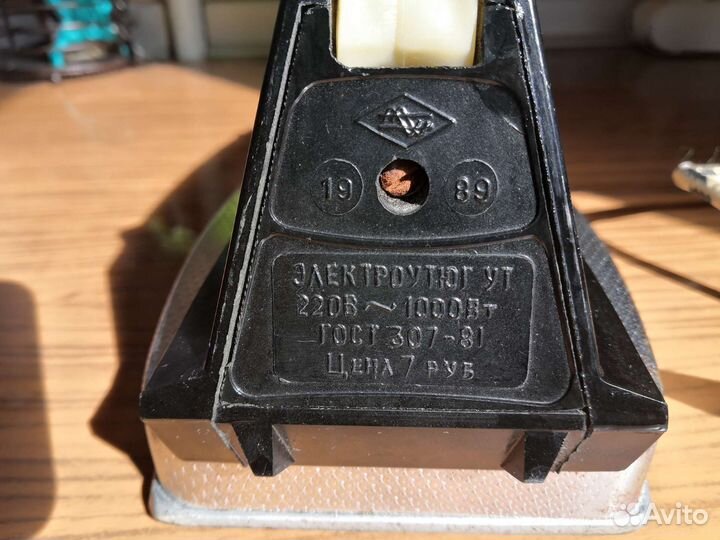 19 89
ЭЛЕКТРОУТЮГ УТ
220В ~ 1000Вт
ГОСТ 307-81
ЦЕНА 7 РУБ
Avito